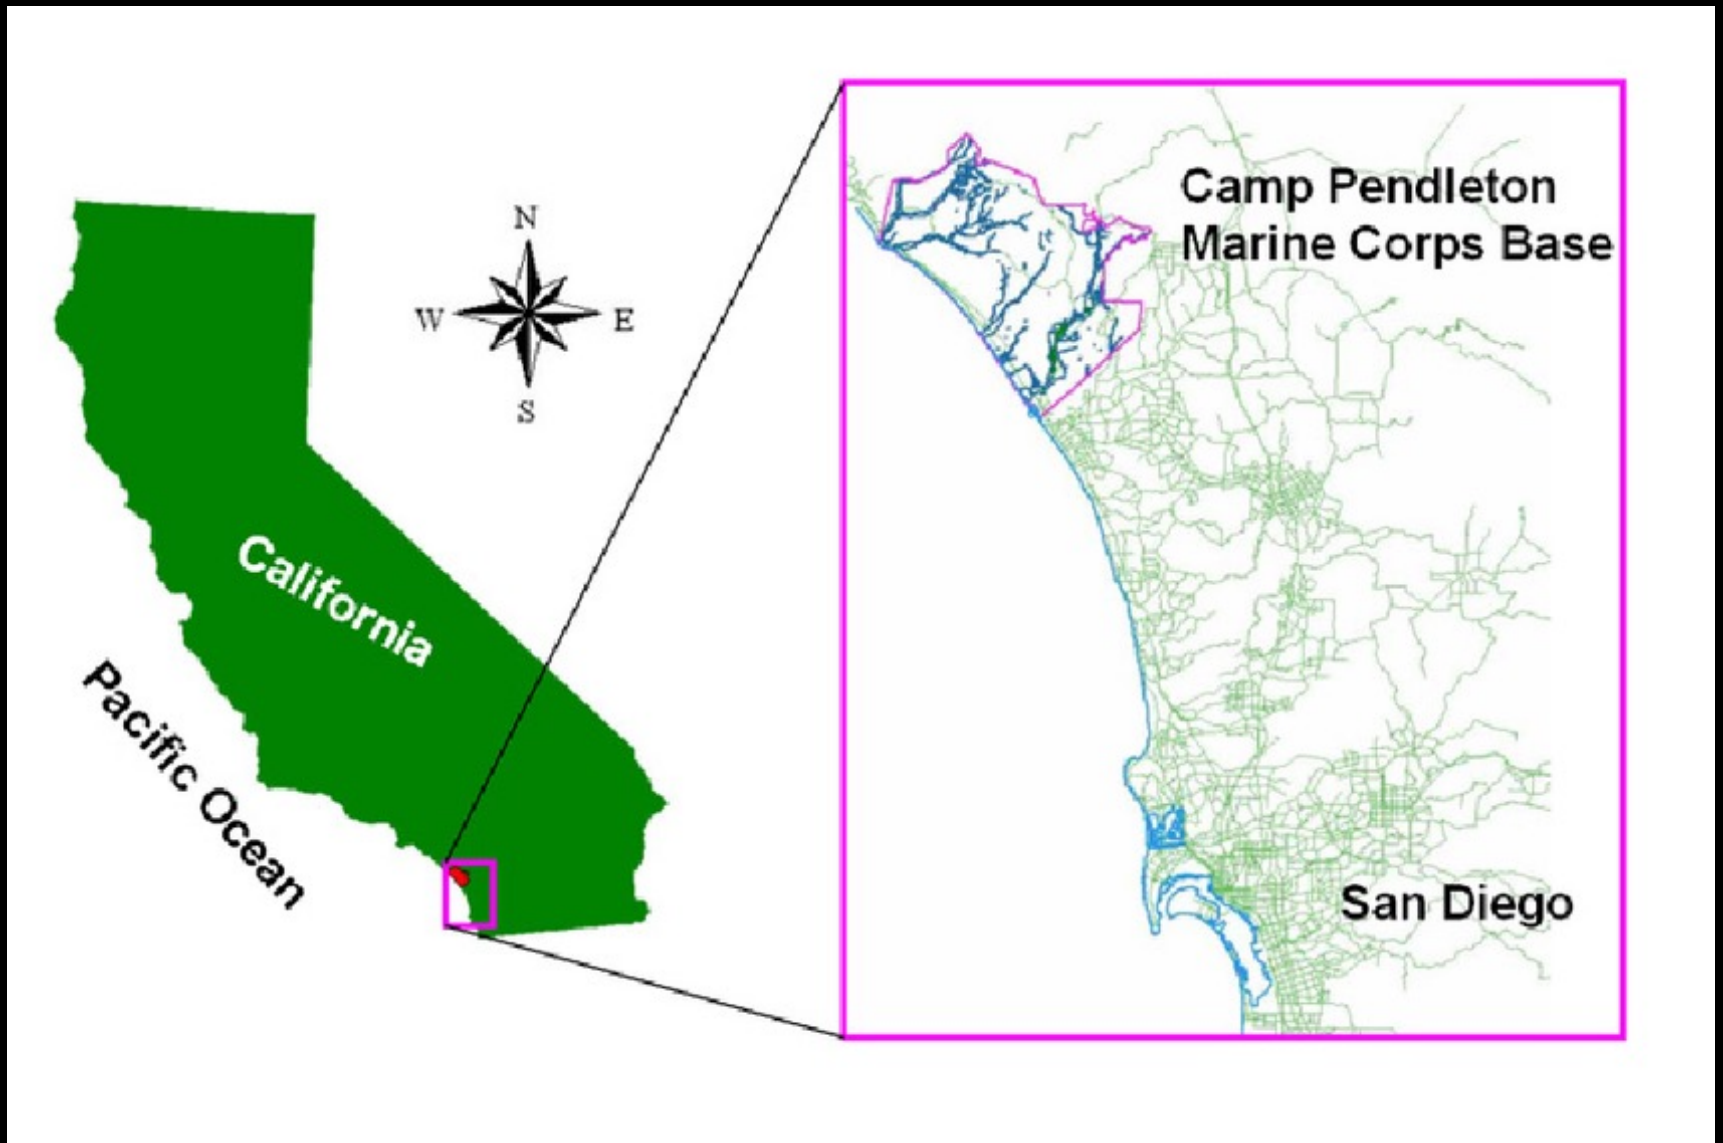 N
W
E
S
California
Pacific Ocean
Camp Pendleton
Marine Corps Base
San Diego